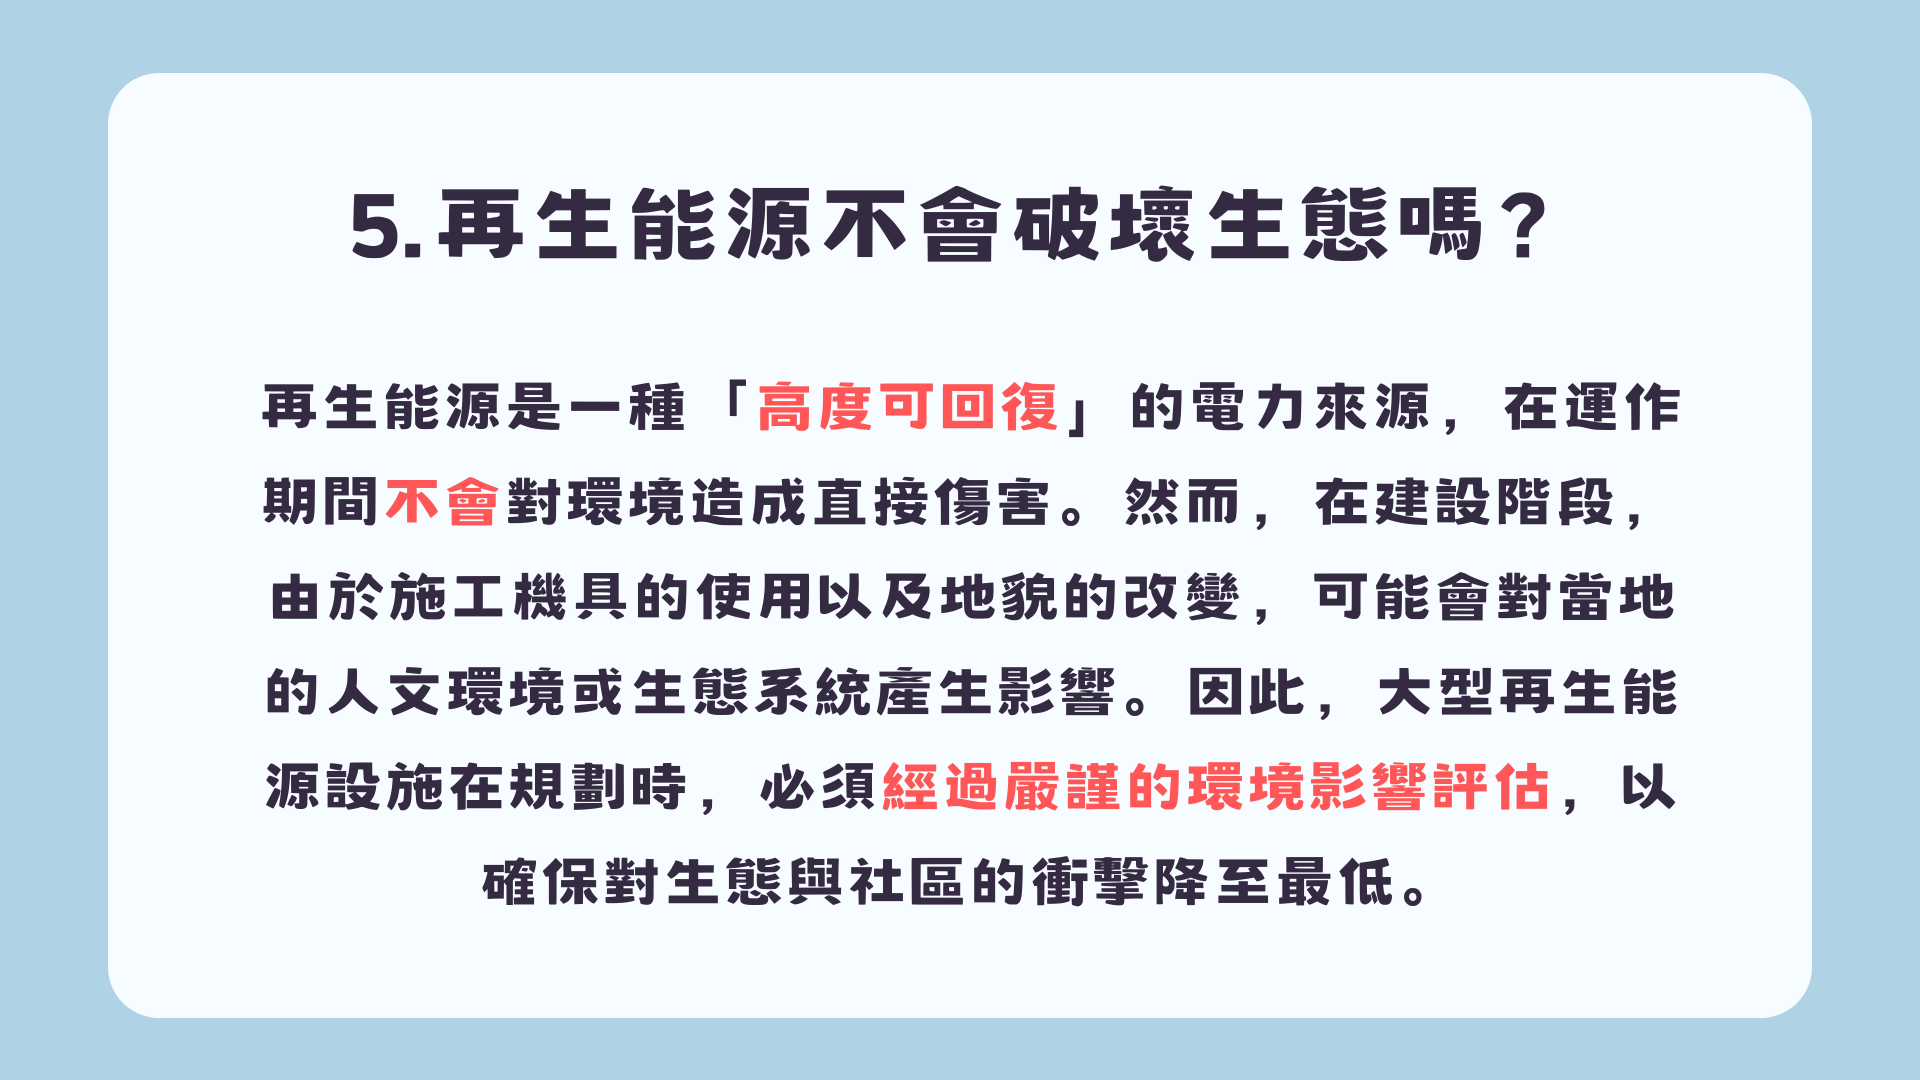 5.再生能源不會破壞生態嗎？
再生能源是一種「高度可回復」的電力來源，在運作
期間不會對環境造成直接傷害。然而，在建設階段，
由於施工機具的使用以及地貌的改變，可能會對當地
的人文環境或生態系統產生影響。因此，大型再生能
源設施在規劃時，必須經過嚴謹的環境影響評估，以
確保對生態與社區的衝擊降至最低。